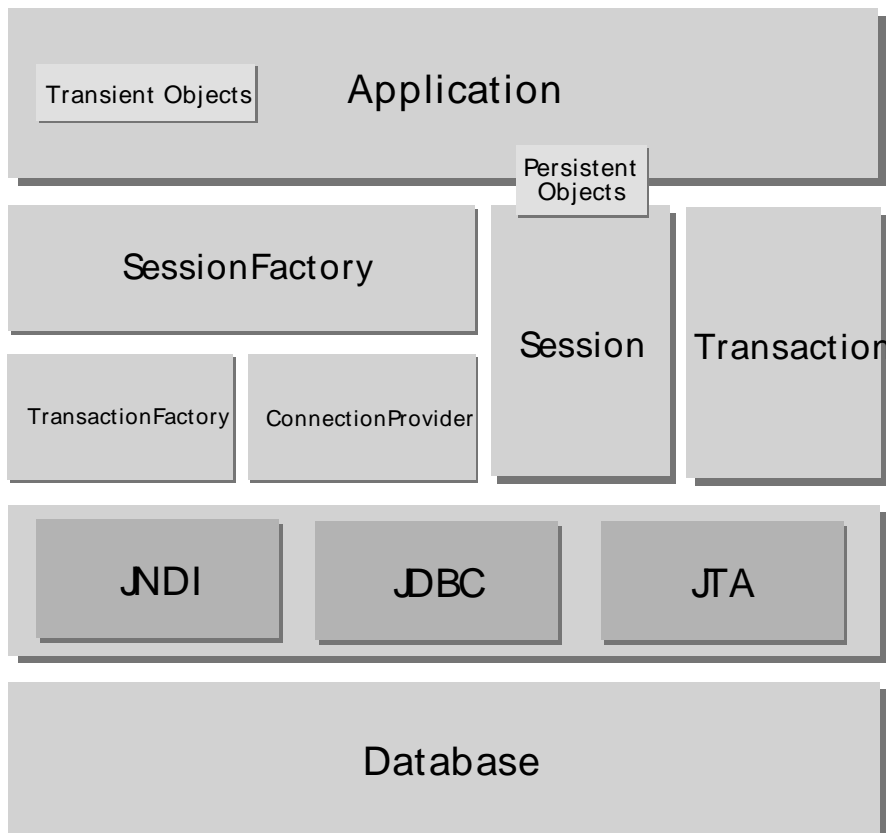 Transient Objects
Application
Persistent
Objects
SessionFactory
Session
Transaction
TransactionFactory
ConnectionProvider
JNDI
JDBC
JTA
Database